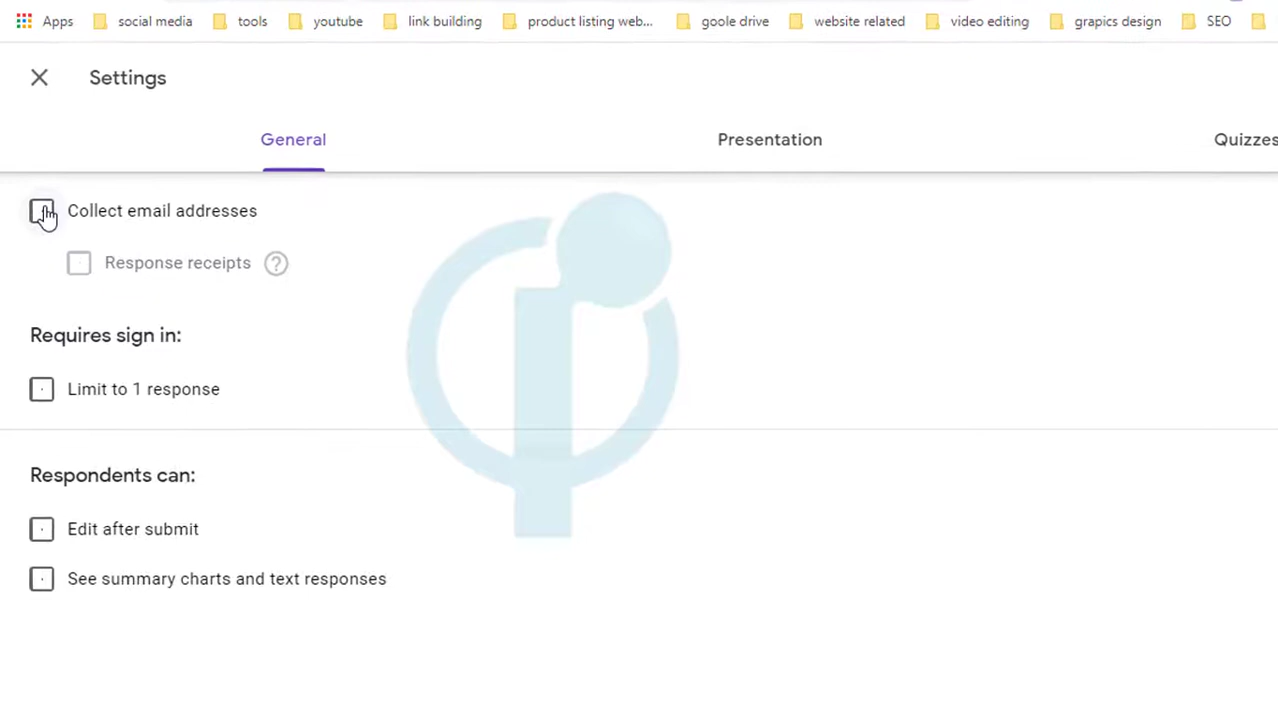 Apps social media tools youtube link building product listing web... goole drive website related video editing grapics design SEO
Settings
General Presentation Quizzes
Collect email addresses
Response receipts ?
Requires sign in:
Limit to 1 response
Respondents can:
Edit after submit
See summary charts and text responses